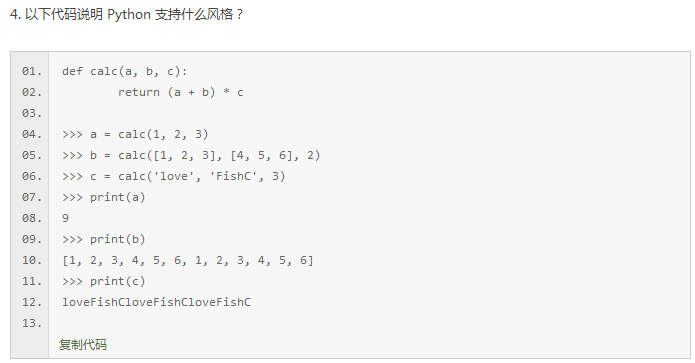 4. 以下代码说明 Python 支持什么风格？
01. def calc(a, b, c):
02.         return (a + b) * c
03.
04. >>> a = calc(1, 2, 3)
05. >>> b = calc([1, 2, 3], [4, 5, 6], 2)
06. >>> c = calc('love', 'FishC', 3)
07. >>> print(a)
08. 9
09. >>> print(b)
10. [1, 2, 3, 4, 5, 6, 1, 2, 3, 4, 5, 6]
11. >>> print(c)
12. loveFishCloveFishCloveFishC
13.
复制代码